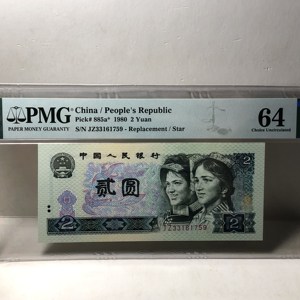 PMG
PAPER MONEY GUARANTY
China / People's Republic
Pick# 885a* 1980 2 Yuan
S/N JZ33161759 - Replacement / Star
64
Choice Uncirculated
中国人民银行
2
贰圆
2
2
JZ33161759